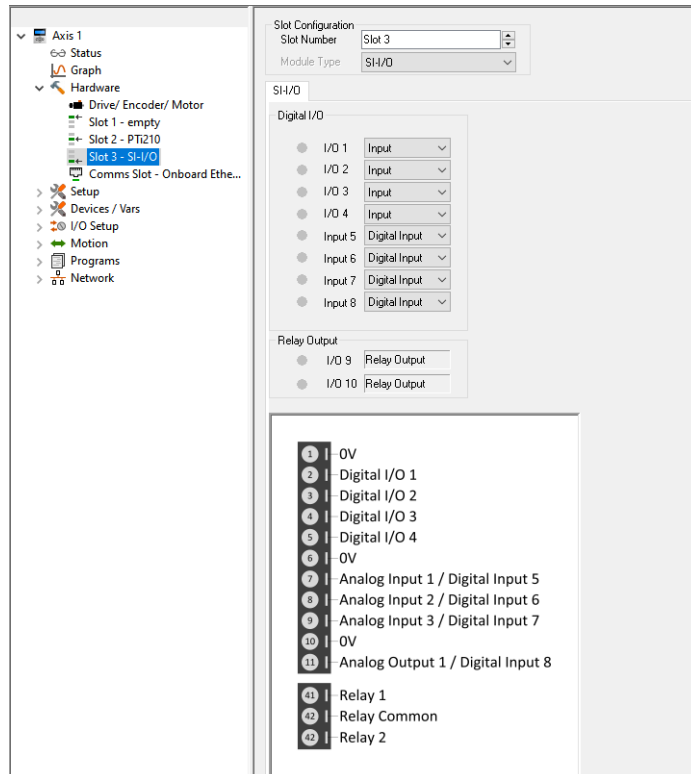 Axis 1
Status
Graph
Hardware
Drive/ Encoder/ Motor
Slot 1 - empty
Slot 2 - PTi210
Slot 3 - SI-I/O
Comms Slot - Onboard Ethe...
Setup
Devices / Vars
I/O Setup
Motion
Programs
Network
Slot Configuration
Slot Number Slot 3
Module Type SI-I/O
SI-I/O
Digital I/O
I/O 1 Input
I/O 2 Input
I/O 3 Input
I/O 4 Input
Input 5 Digital Input
Input 6 Digital Input
Input 7 Digital Input
Input 8 Digital Input
Relay Output
I/O 9 Relay Output
I/O 10 Relay Output
1 0V
2 Digital I/O 1
3 Digital I/O 2
4 Digital I/O 3
5 Digital I/O 4
6 0V
7 Analog Input 1 / Digital Input 5
8 Analog Input 2 / Digital Input 6
9 Analog Input 3 / Digital Input 7
10 0V
11 Analog Output 1 / Digital Input 8
41 Relay 1
42 Relay Common
42 Relay 2